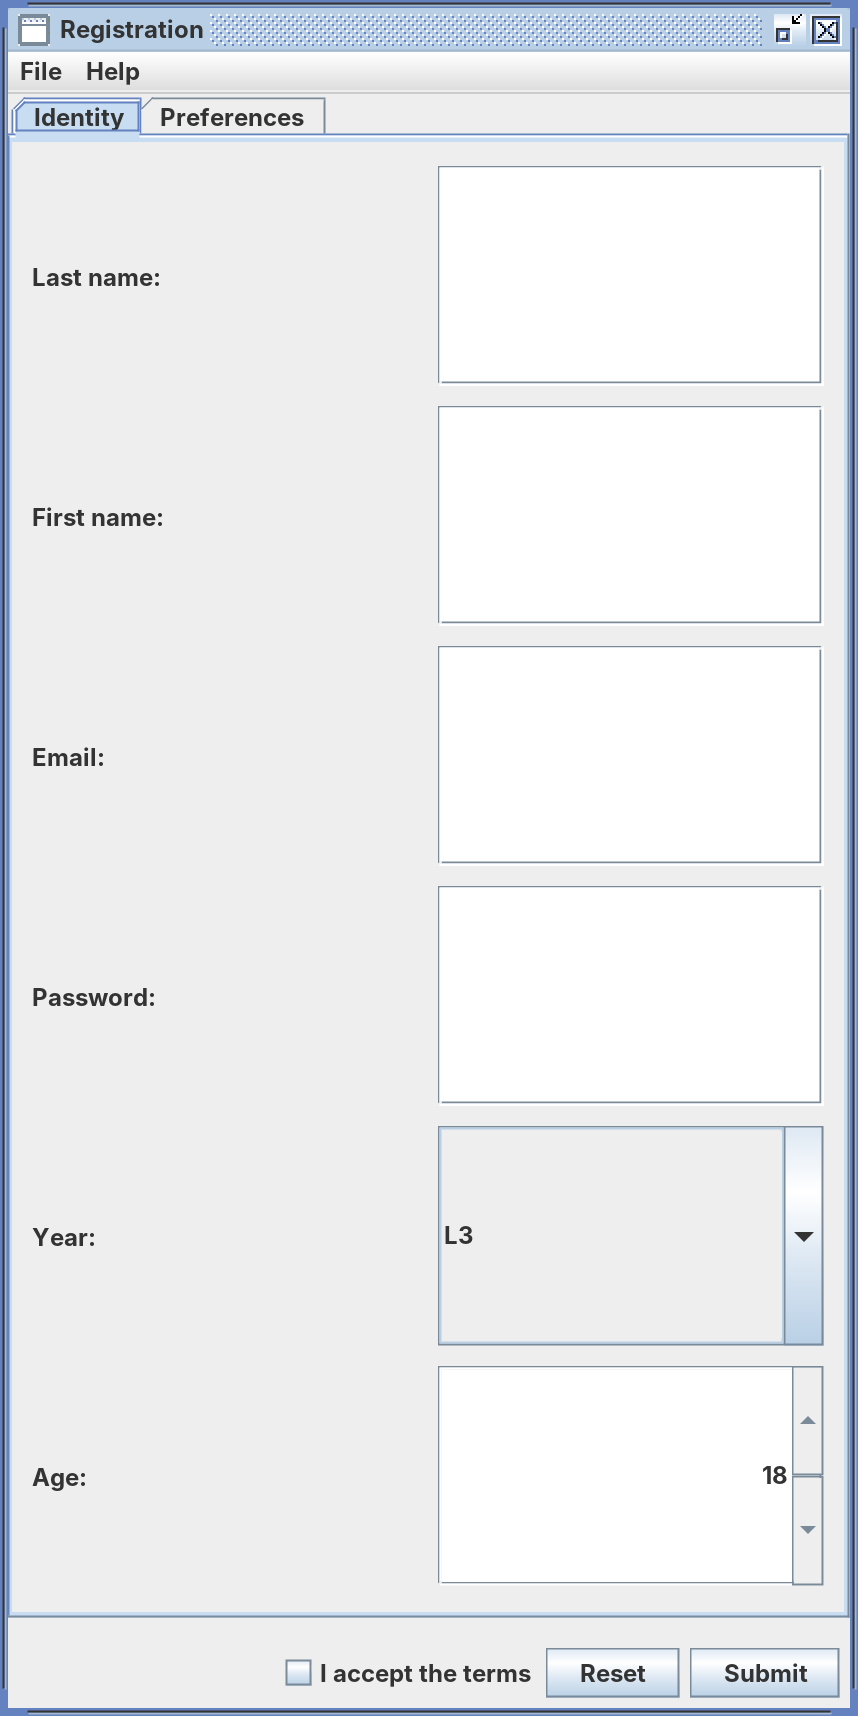 Registration
File Help
Identity Preferences
Last name:
First name:
Email:
Password:
Year: L3
Age: 18
I accept the terms Reset Submit